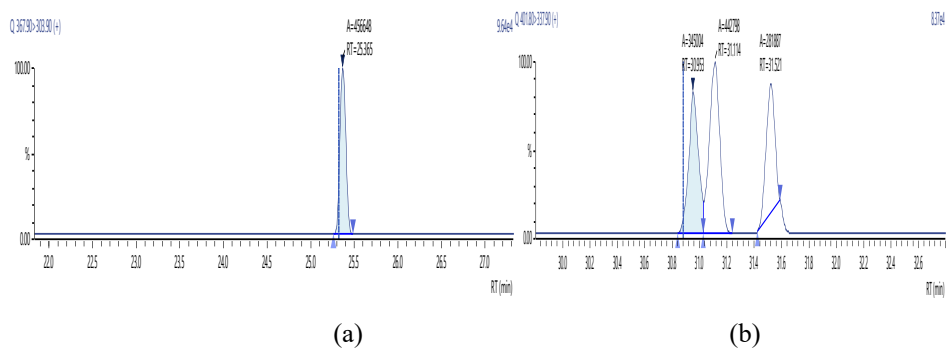 Q 367.90>303.90 (+)
9.64e4
A=456648
RT=25.365
100.00
%
0.00
22.0 22.5 23.0 23.5 24.0 24.5 25.0 25.5 26.0 26.5 27.0
RT (min)
(a)
Q 401.80>337.90 (+)
8.37e4
A=442798
A=345004
RT=31.114
A=281887
RT=30.953
RT=31.521
100.00
%
0.00
30.0 30.2 30.4 30.6 30.8 31.0 31.2 31.4 31.6 31.8 32.0 32.2 32.4 32.6
RT (min)
(b)